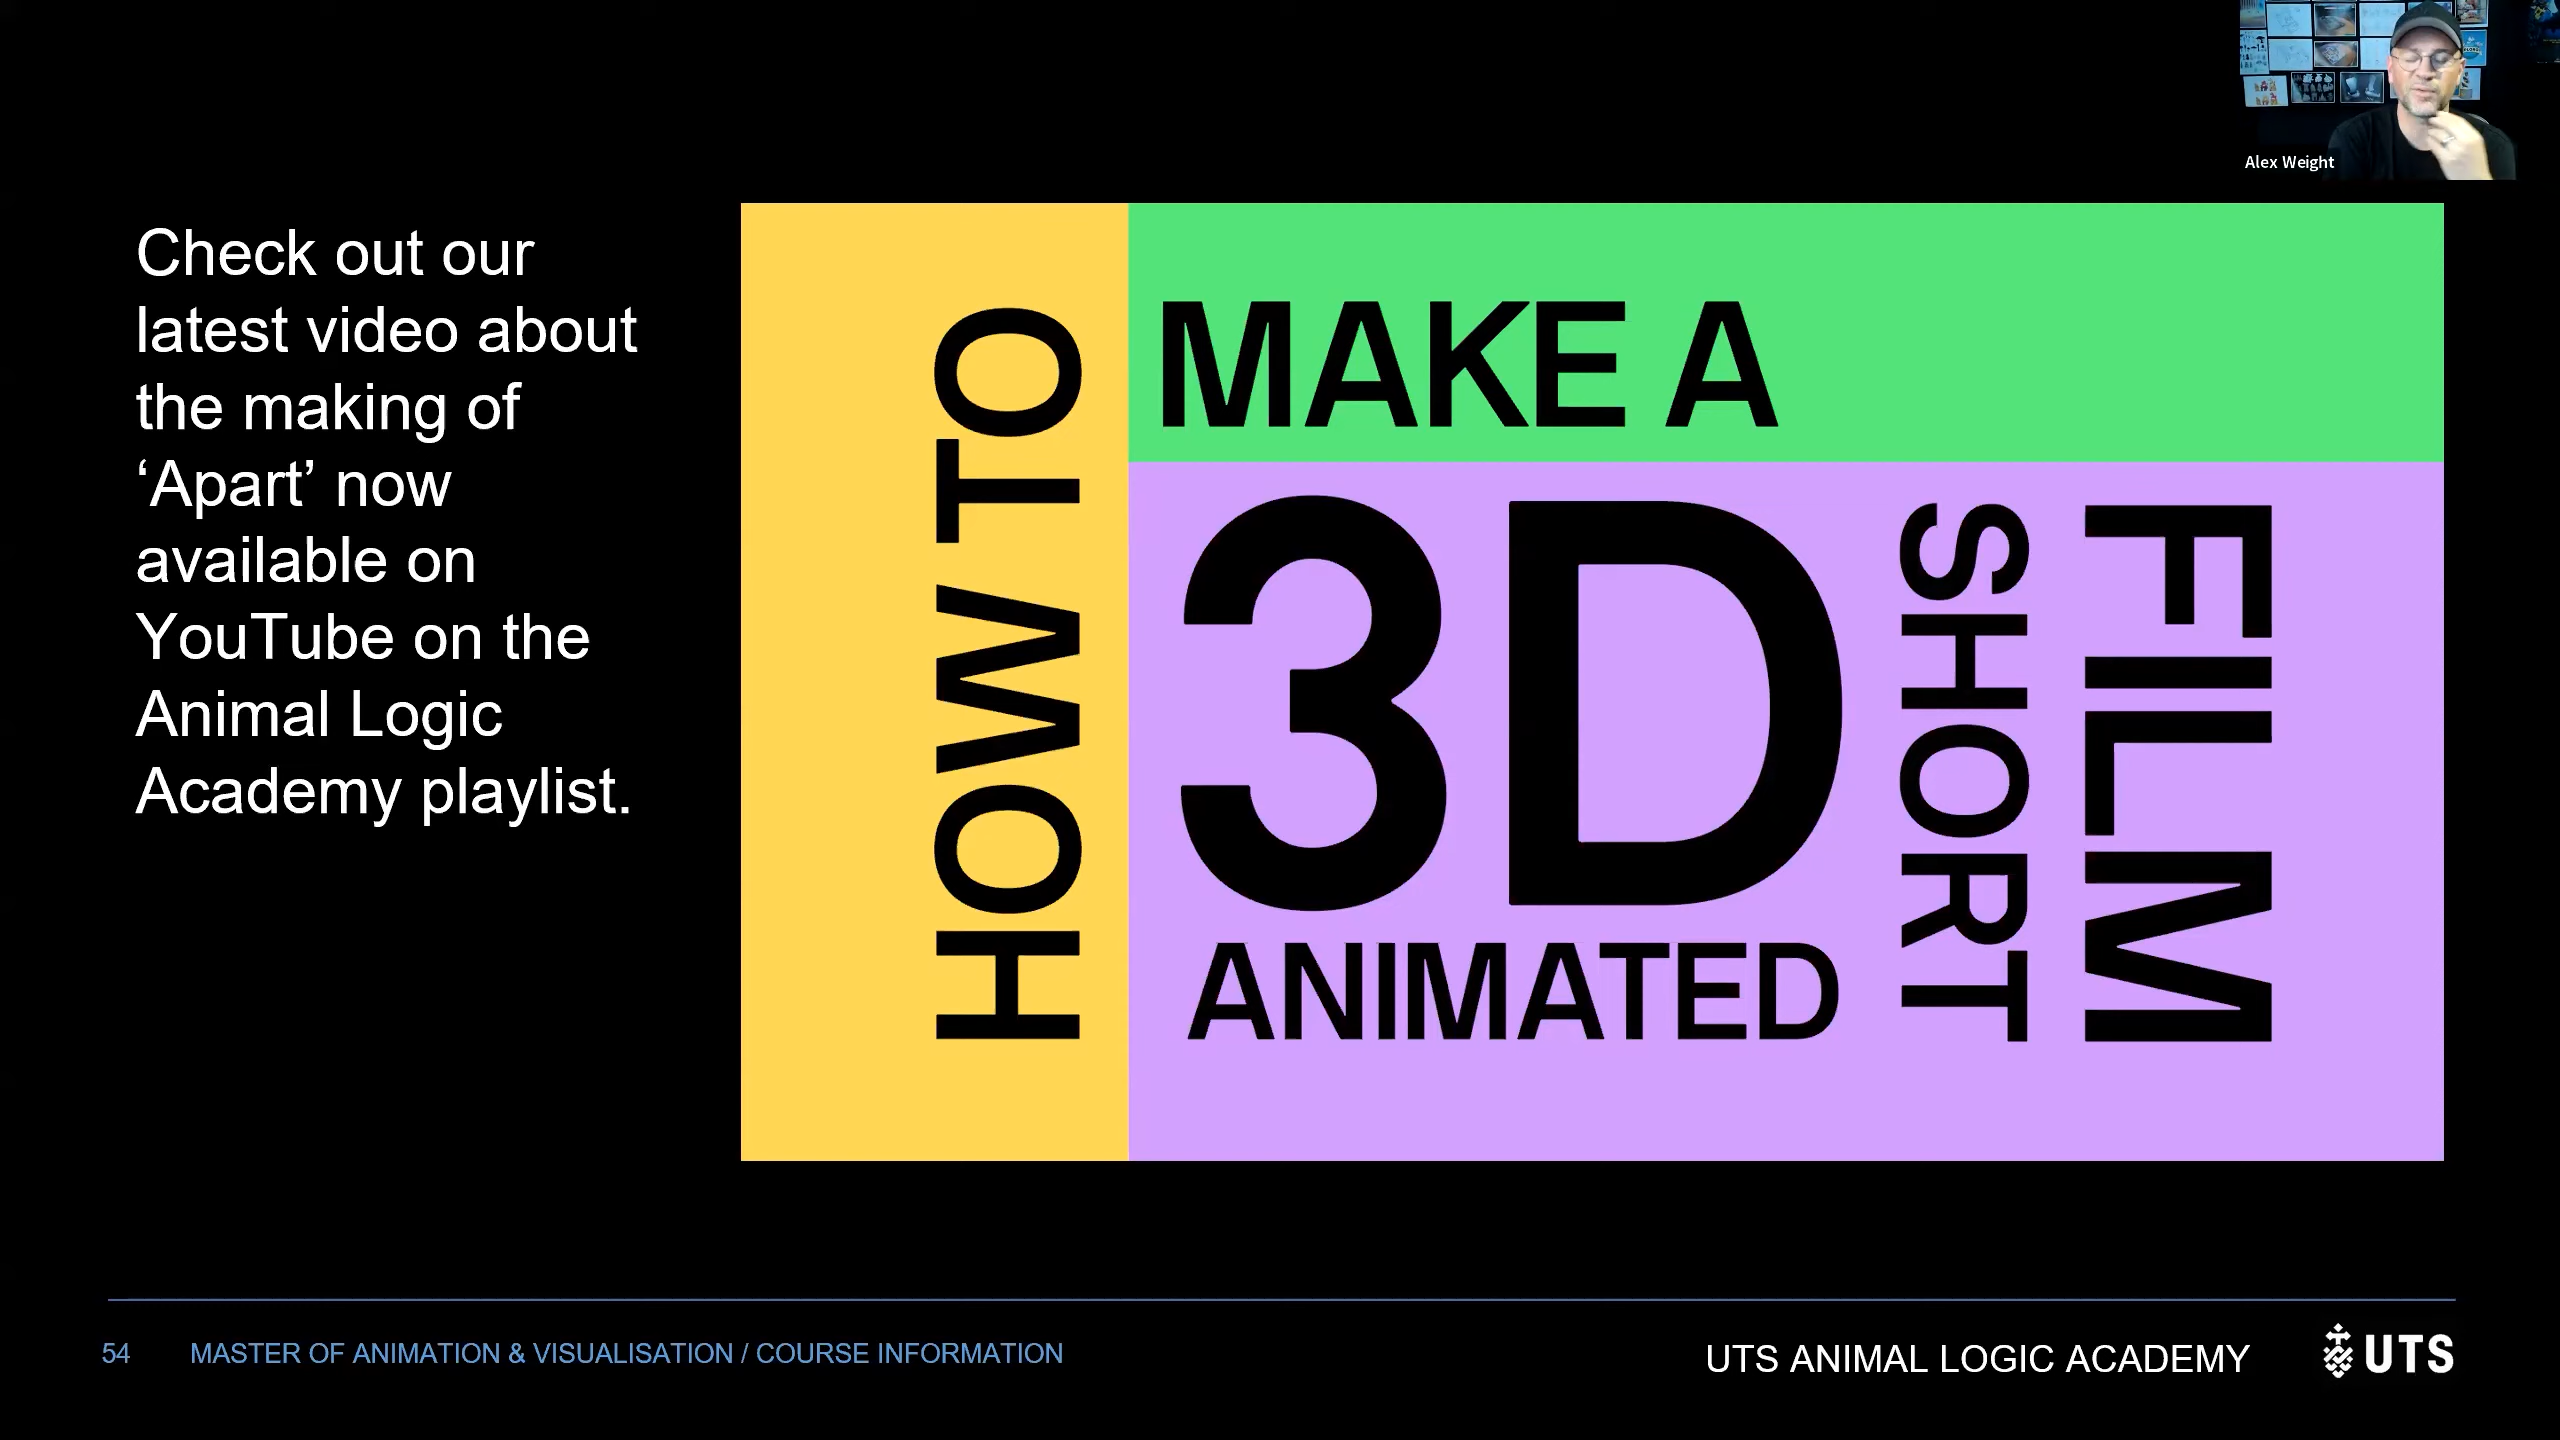 Alex Weight
Check out our
latest video about
the making of
‘Apart’ now
available on
YouTube on the
Animal Logic
Academy playlist.
HOW TO
MAKE A
3D
ANIMATED
SHORT
FILM
54 MASTER OF ANIMATION & VISUALISATION / COURSE INFORMATION
UTS ANIMAL LOGIC ACADEMY
UTS